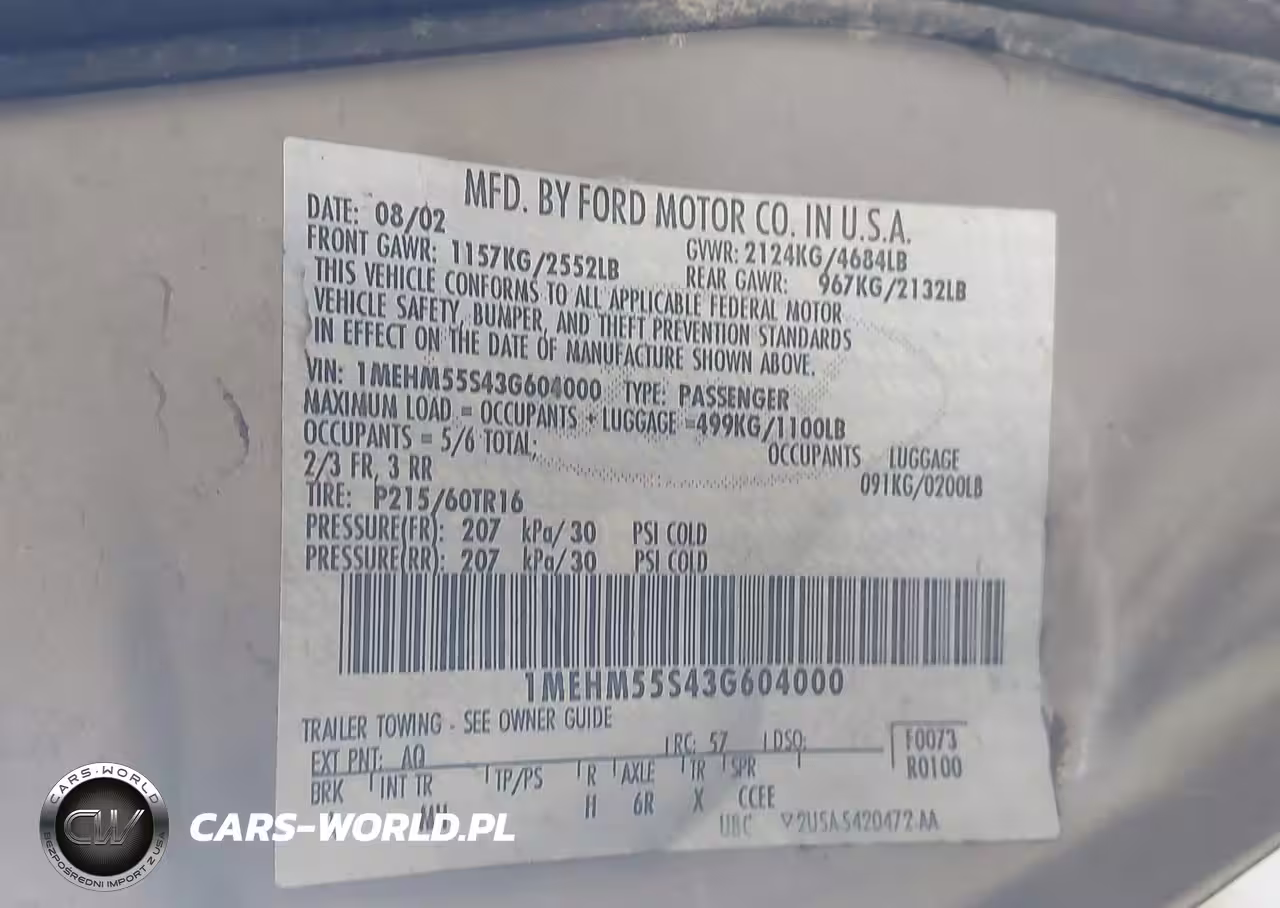 MFD. BY FORD MOTOR CO. IN U.S.A.
DATE: 08/02 GVWR: 2124KG/4684LB
FRONT GAWR: 1157KG/2552LB REAR GAWR: 967KG/2132LB
THIS VEHICLE CONFORMS TO ALL APPLICABLE FEDERAL MOTOR
VEHICLE SAFETY, BUMPER, AND THEFT PREVENTION STANDARDS
IN EFFECT ON THE DATE OF MANUFACTURE SHOWN ABOVE.
VIN: 1MEHM55S43G604000 TYPE: PASSENGER
MAXIMUM LOAD = OCCUPANTS + LUGGAGE =499KG/1100LB
OCCUPANTS = 5/6 TOTAL; OCCUPANTS LUGGAGE
2/3 FR, 3 RR 091KG/0200LB
TIRE: P215/60TR16
PRESSURE(FR): 207 kPa/30 PSI COLD
PRESSURE(RR): 207 kPa/30 PSI COLD
1MEHM55S43G604000
TRAILER TOWING - SEE OWNER GUIDE
EXT PNT: AQ RC: 57 DSO: F0073
BRK INT TR TP/PS R AXLE TR SPR R0100
H 6R X CCEE
UBC
CARS-WORLD
CW
BEZPOŚREDNI IMPORT Z USA
CARS-WORLD.PL